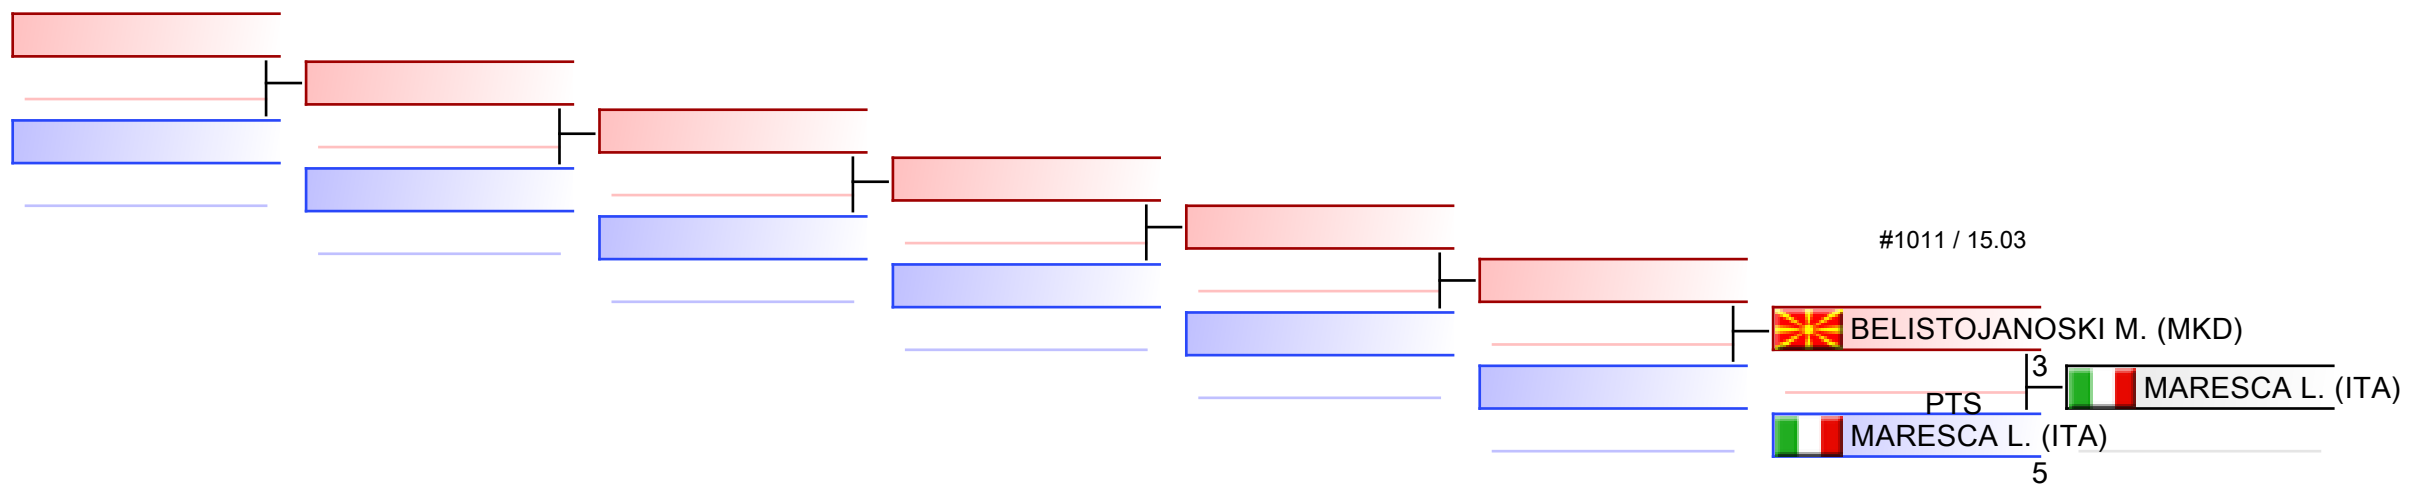 #1011 / 15.03
BELISTOJANOSKI M. (MKD)
3
MARESCA L. (ITA)
PTS
MARESCA L. (ITA)
5